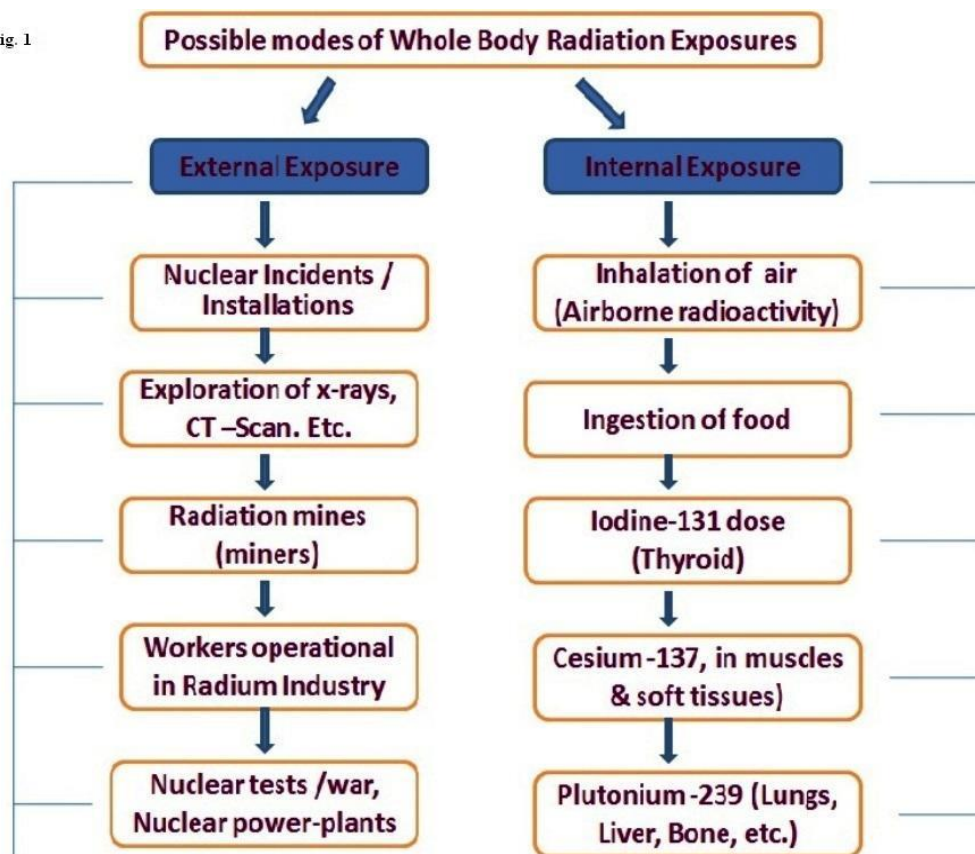 ig. 1
Possible modes of Whole Body Radiation Exposures
External Exposure
Nuclear Incidents /
Installations
Exploration of x-rays,
CT –Scan. Etc.
Radiation mines
(miners)
Workers operational
in Radium Industry
Nuclear tests /war,
Nuclear power-plants
Internal Exposure
Inhalation of air
(Airborne radioactivity)
Ingestion of food
Iodine-131 dose
(Thyroid)
Cesium -137, in muscles
& soft tissues)
Plutonium -239 (Lungs,
Liver, Bone, etc.)